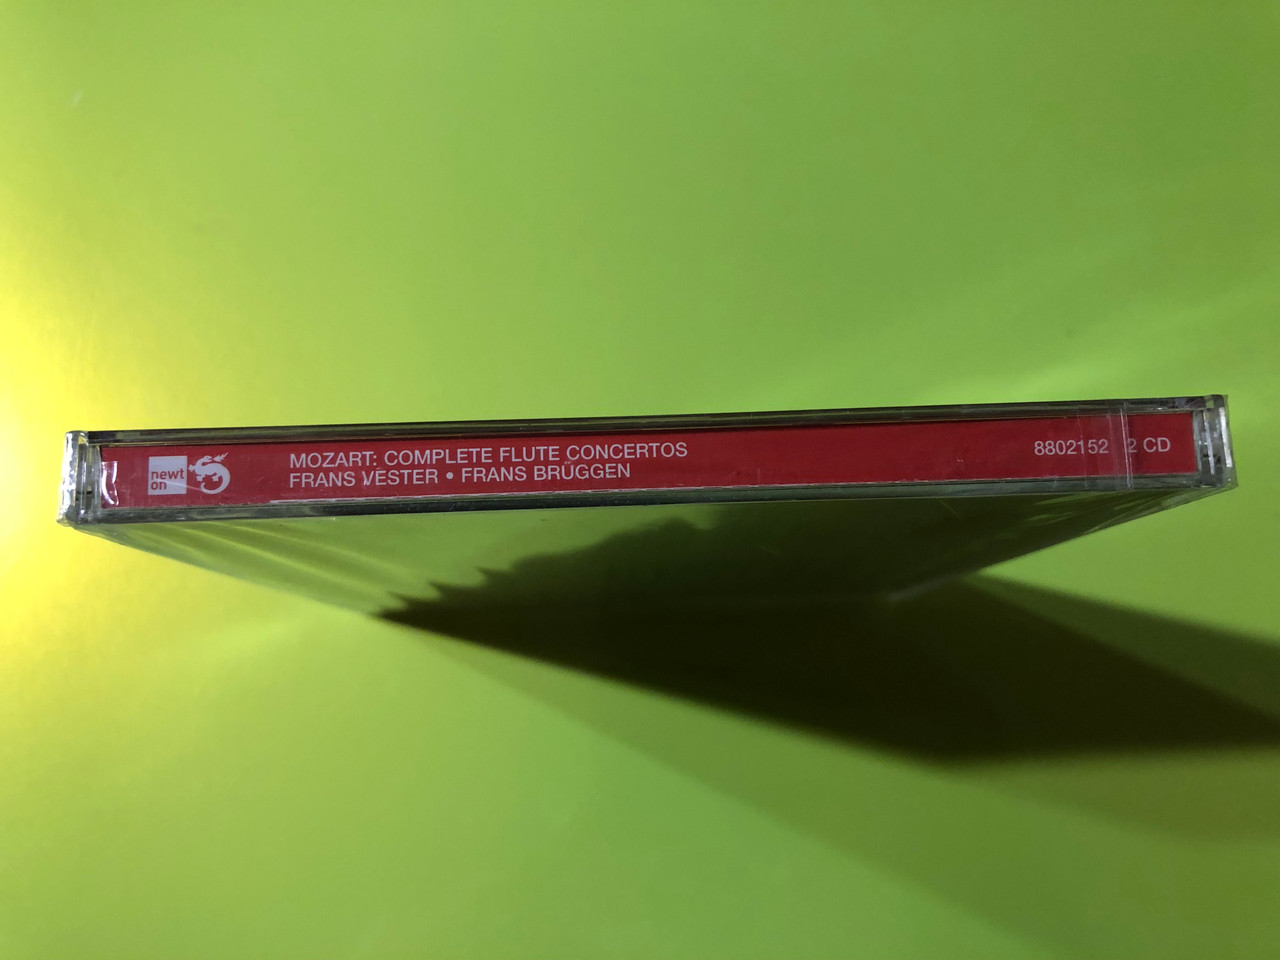 newt
on
MOZART: COMPLETE FLUTE CONCERTOS
FRANS VESTER • FRANS BRÜGGEN
8802152 2 CD